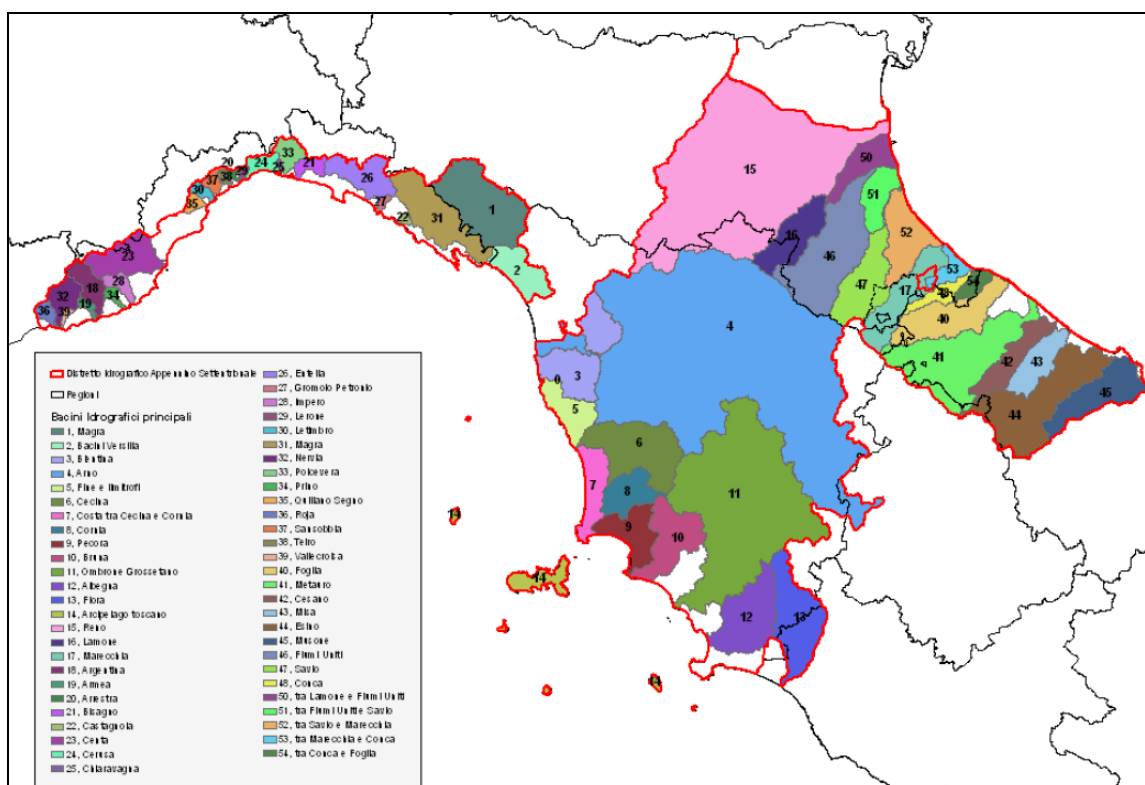 Distretto Idrografico Appennino Settentrionale
Regioni
Bacini Idrografici principali
1, Magra
2, Bacini Versilia
3, Bientina
4, Arno
5, Fine e limitrofi
6, Cecina
7, Costa tra Cecina e Cornia
8, Cornia
9, Pecora
10, Bruna
11, Ombrone Grossetano
12, Albegna
13, Fiora
14, Arcipelago toscano
15, Reno
16, Lamone
17, Marecchia
18, Argentina
19, Armea
20, Arrestra
21, Bisagno
22, Castagnola
23, Centa
24, Cerusa
25, Chiaravagna
26, Entella
27, Gromolo Petronio
28, Impero
29, Lerone
30, Letimbro
31, Magra
32, Nervia
33, Polcevera
34, Prino
35, Quiliano Segno
36, Roja
37, Sansobbia
38, Teiro
39, Vallecrosia
40, Foglia
41, Metauro
42, Cesano
43, Misa
44, Esino
45, Musone
46, Fiumi Uniti
47, Savio
48, Conca
50, tra Lamone e Fiumi Uniti
51, tra Fiumi Uniti e Savio
52, tra Savio e Marecchia
53, tra Marecchia e Conca
54, tra Conca e Foglia
20
33
24
25
21
29
38
37
30
35
26
27
22
31
1
2
23
18
28
34
32
19
36
39
15
50
51
16
46
52
47
17
53
54
48
40
41
42
43
44
45
4
0
3
5
6
7
8
9
10
11
12
13
14
14
14